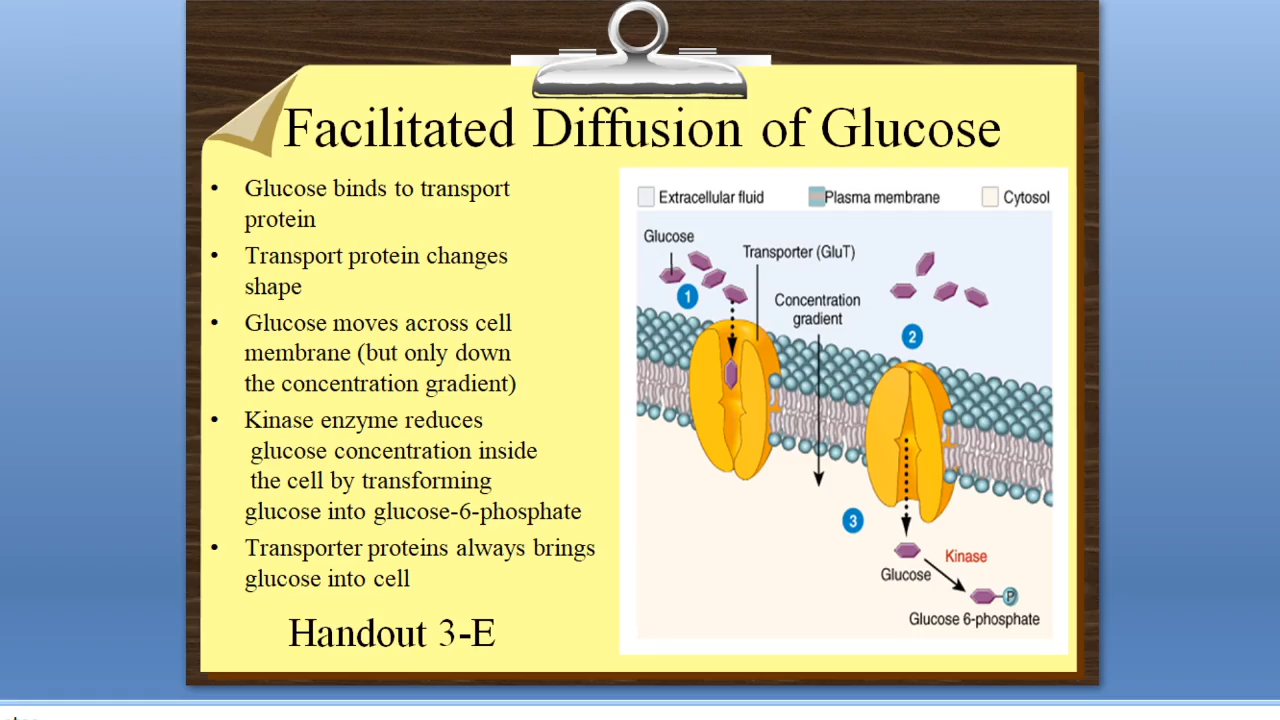 Facilitated Diffusion of Glucose
• Glucose binds to transport
protein
• Transport protein changes
shape
• Glucose moves across cell
membrane (but only down
the concentration gradient)
• Kinase enzyme reduces
glucose concentration inside
the cell by transforming
glucose into glucose-6-phosphate
• Transporter proteins always brings
glucose into cell
Handout 3-E
Extracellular fluid
Plasma membrane
Cytosol
Glucose
Transporter (GluT)
1
Concentration
gradient
2
3
Kinase
Glucose
P
Glucose 6-phosphate